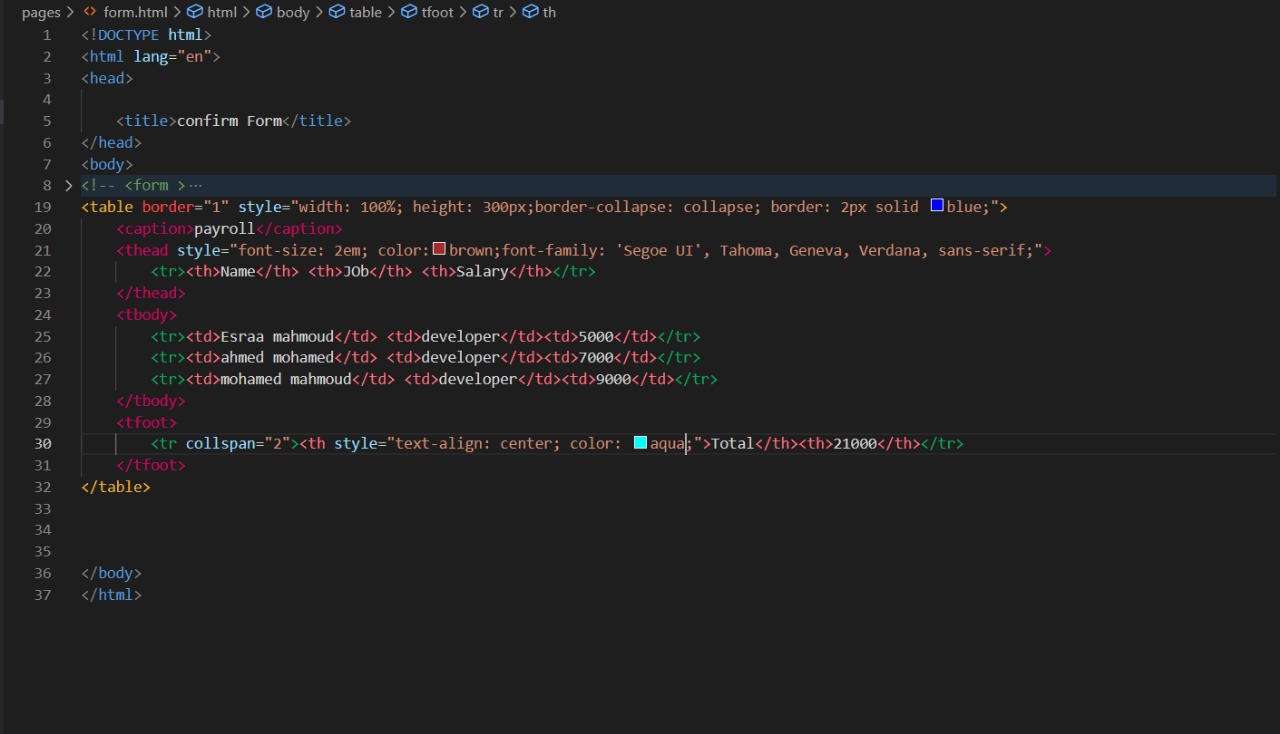 pages > form.html > html > body > table > tfoot > tr > th
1 <!DOCTYPE html>
2 <html lang="en">
3 <head>
4
5 <title>confirm Form</title>
6 </head>
7 <body>
8 > <!-- <form > ···
19 <table border="1" style="width: 100%; height: 300px;border-collapse: collapse; border: 2px solid blue;">
20 <caption>payroll</caption>
21 <thead style="font-size: 2em; color:brown;font-family: 'Segoe UI', Tahoma, Geneva, Verdana, sans-serif;">
22 <tr><th>Name</th> <th>JOb</th> <th>Salary</th></tr>
23 </thead>
24 <tbody>
25 <tr><td>Esraa mahmoud</td> <td>developer</td><td>5000</td></tr>
26 <tr><td>ahmed mohamed</td> <td>developer</td><td>7000</td></tr>
27 <tr><td>mohamed mahmoud</td> <td>developer</td><td>9000</td></tr>
28 </tbody>
29 <tfoot>
30 <tr collspan="2"><th style="text-align: center; color: aqua;">Total</th><th>21000</th></tr>
31 </tfoot>
32 </table>
33
34
35
36 </body>
37 </html>